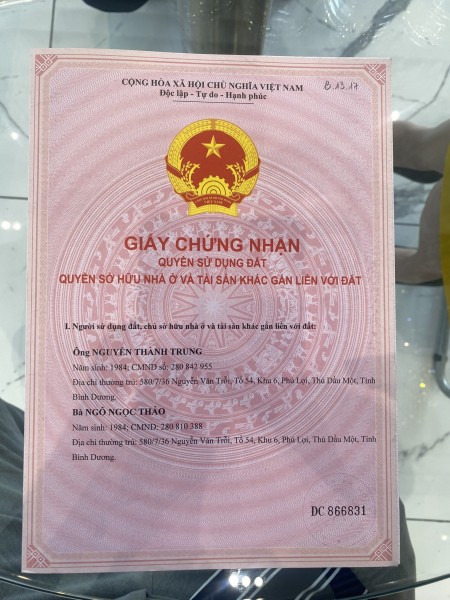 CỘNG HÒA XÃ HỘI CHỦ NGHĨA VIỆT NAM
Độc lập - Tự do - Hạnh phúc
B.13.17
GIẤY CHỨNG NHẬN
QUYỀN SỬ DỤNG ĐẤT
QUYỀN SỞ HỮU NHÀ Ở VÀ TÀI SẢN KHÁC GẮN LIỀN VỚI ĐẤT
I. Người sử dụng đất, chủ sở hữu nhà ở và tài sản khác gắn liền với đất:
Ông NGUYỄN THÀNH TRUNG
Năm sinh: 1984; CMND số: 280 842 955
Địa chỉ thường trú: 580/7/36 Nguyễn Văn Trỗi, Tổ 54, Khu 6, Phú Lợi, Thủ Dầu Một, Tỉnh
Bình Dương.
Bà NGÔ NGỌC THẢO
Năm sinh: 1984; CMND: 280 810 388
Địa chỉ thường trú: 580/7/36 Nguyễn Văn Trỗi, Tổ 54, Khu 6, Phú Lợi, Thủ Dầu Một, Tỉnh
Bình Dương.
DC 866831